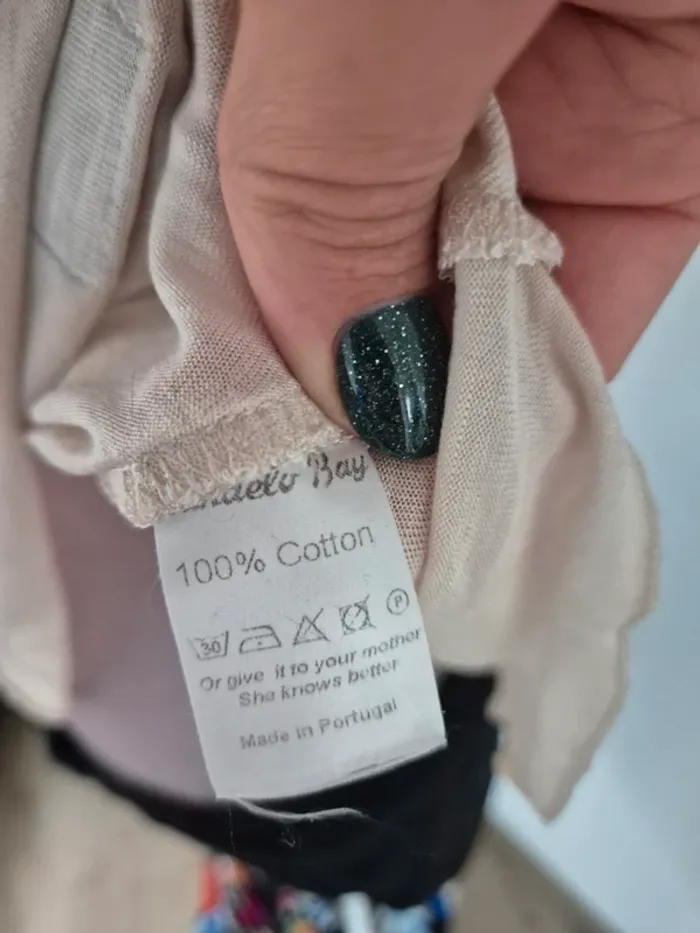 Bay
100% Cotton
30 P
Or give it to your mother
She knows better
Made in Portugal